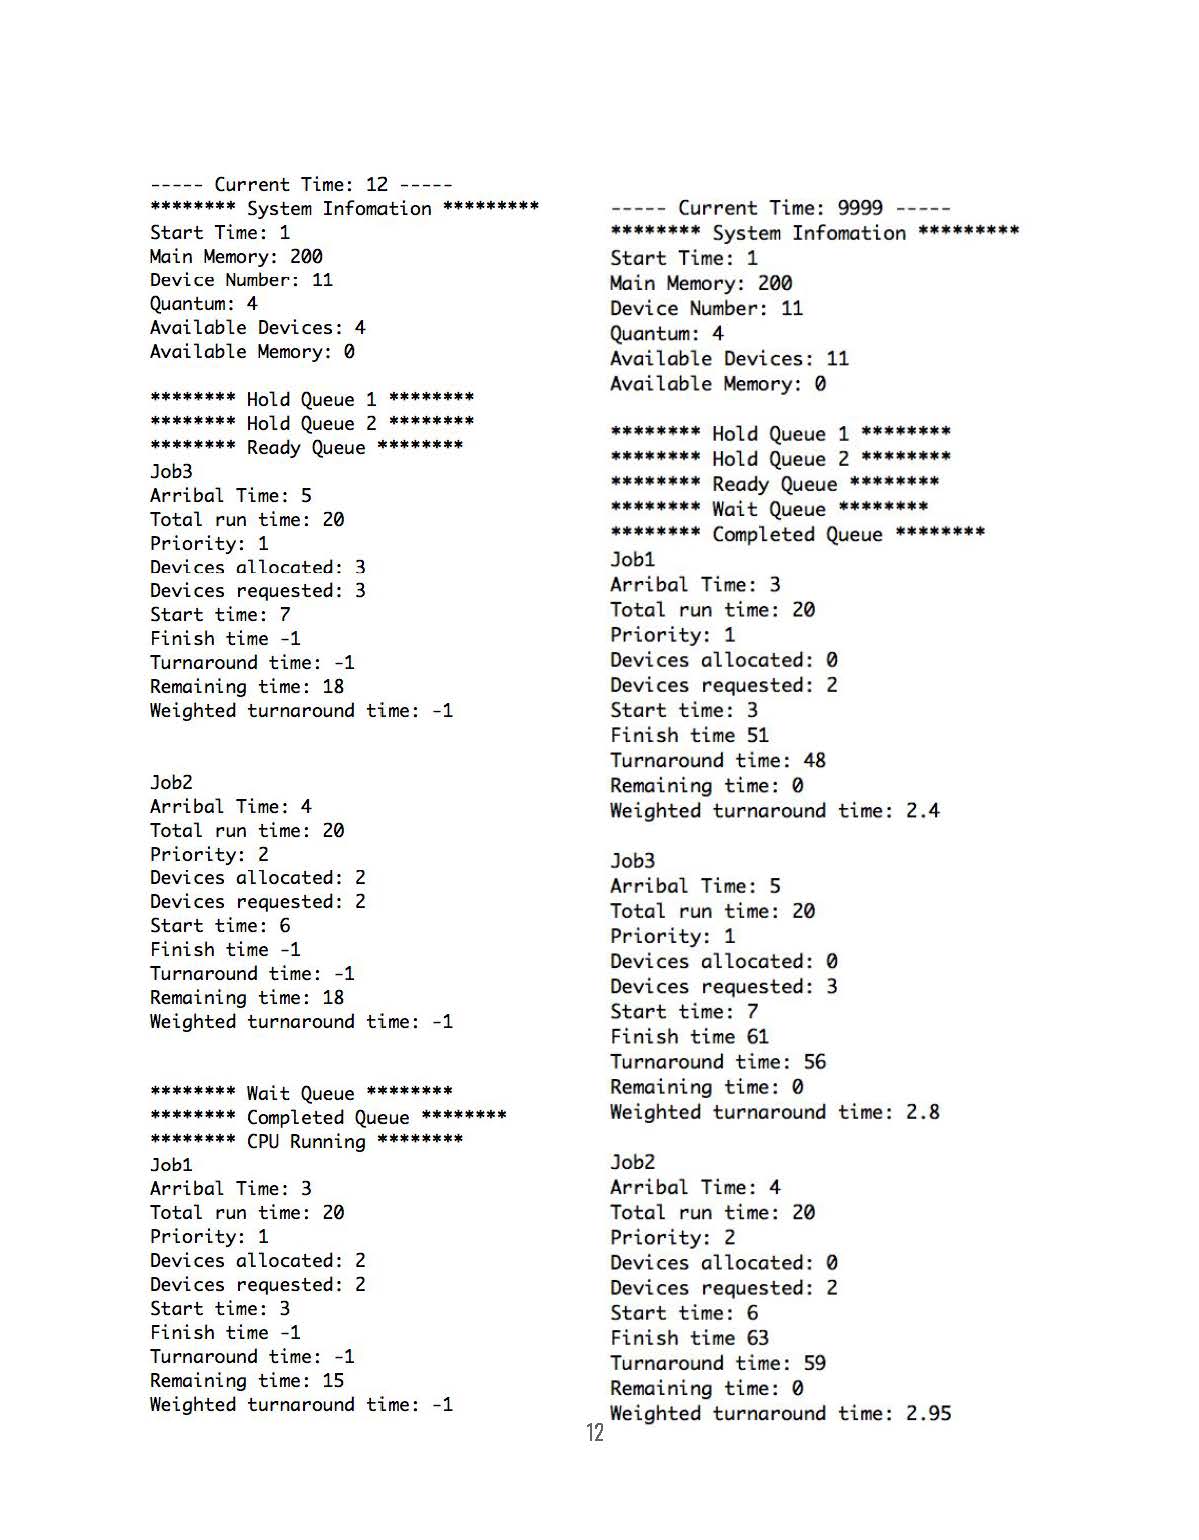 ----- Current Time: 12 -----
******** System Infomation *********
Start Time: 1
Main Memory: 200
Device Number: 11
Quantum: 4
Available Devices: 4
Available Memory: 0
******** Hold Queue 1 ********
******** Hold Queue 2 ********
******** Ready Queue ********
Job3
Arribal Time: 5
Total run time: 20
Priority: 1
Devices allocated: 3
Devices requested: 3
Start time: 7
Finish time -1
Turnaround time: -1
Remaining time: 18
Weighted turnaround time: -1
Job2
Arribal Time: 4
Total run time: 20
Priority: 2
Devices allocated: 2
Devices requested: 2
Start time: 6
Finish time -1
Turnaround time: -1
Remaining time: 18
Weighted turnaround time: -1
******** Wait Queue ********
******** Completed Queue ********
******** CPU Running ********
Job1
Arribal Time: 3
Total run time: 20
Priority: 1
Devices allocated: 2
Devices requested: 2
Start time: 3
Finish time -1
Turnaround time: -1
Remaining time: 15
Weighted turnaround time: -1
----- Current Time: 9999 -----
******** System Infomation *********
Start Time: 1
Main Memory: 200
Device Number: 11
Quantum: 4
Available Devices: 11
Available Memory: 0
******** Hold Queue 1 ********
******** Hold Queue 2 ********
******** Ready Queue ********
******** Wait Queue ********
******** Completed Queue ********
Job1
Arribal Time: 3
Total run time: 20
Priority: 1
Devices allocated: 0
Devices requested: 2
Start time: 3
Finish time 51
Turnaround time: 48
Remaining time: 0
Weighted turnaround time: 2.4
Job3
Arribal Time: 5
Total run time: 20
Priority: 1
Devices allocated: 0
Devices requested: 3
Start time: 7
Finish time 61
Turnaround time: 56
Remaining time: 0
Weighted turnaround time: 2.8
Job2
Arribal Time: 4
Total run time: 20
Priority: 2
Devices allocated: 0
Devices requested: 2
Start time: 6
Finish time 63
Turnaround time: 59
Remaining time: 0
Weighted turnaround time: 2.95
12